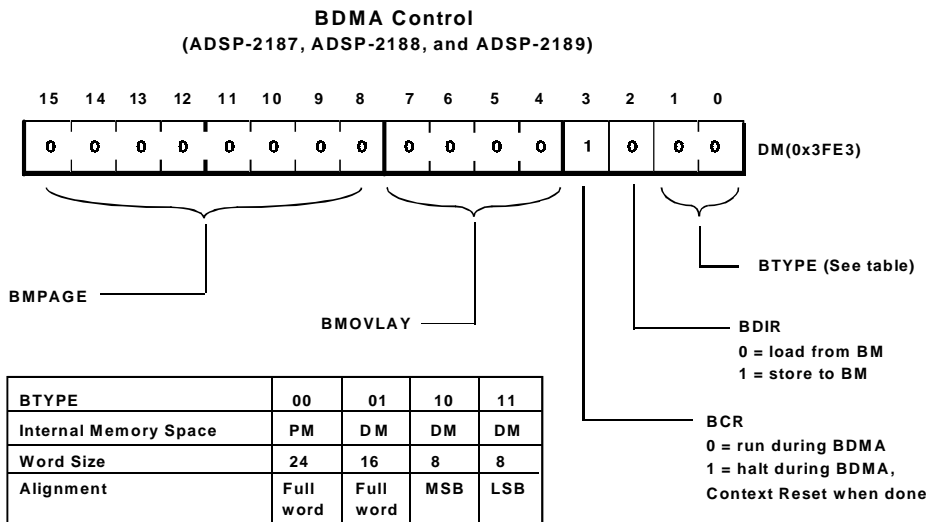 BDMA Control
(ADSP-2187, ADSP-2188, and ADSP-2189)
15 14 13 12 11 10 9 8 7 6 5 4 3 2 1 0
0 0 0 0 0 0 0 0 0 0 0 0 1 0 0 0
DM(0x3FE3)
BTYPE (See table)
BMPAGE
BMOVLAY
BDIR
0 = load from BM
1 = store to BM
BCR
0 = run during BDMA
1 = halt during BDMA,
Context Reset when done
BTYPE 00 01 10 11
Internal Memory Space PM DM DM DM
Word Size 24 16 8 8
Alignment Full word Full word MSB LSB